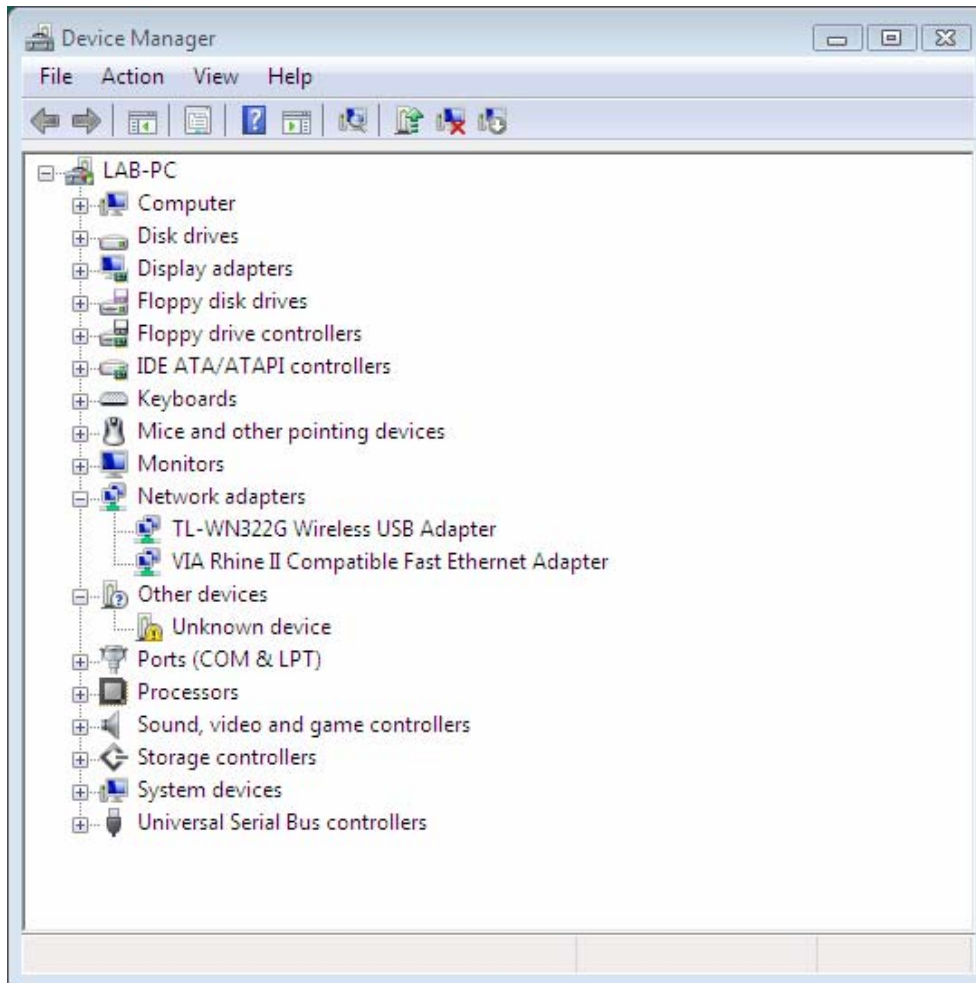 Device Manager
File Action View Help
LAB-PC
Computer
Disk drives
Display adapters
Floppy disk drives
Floppy drive controllers
IDE ATA/ATAPI controllers
Keyboards
Mice and other pointing devices
Monitors
Network adapters
TL-WN322G Wireless USB Adapter
VIA Rhine II Compatible Fast Ethernet Adapter
Other devices
Unknown device
Ports (COM & LPT)
Processors
Sound, video and game controllers
Storage controllers
System devices
Universal Serial Bus controllers